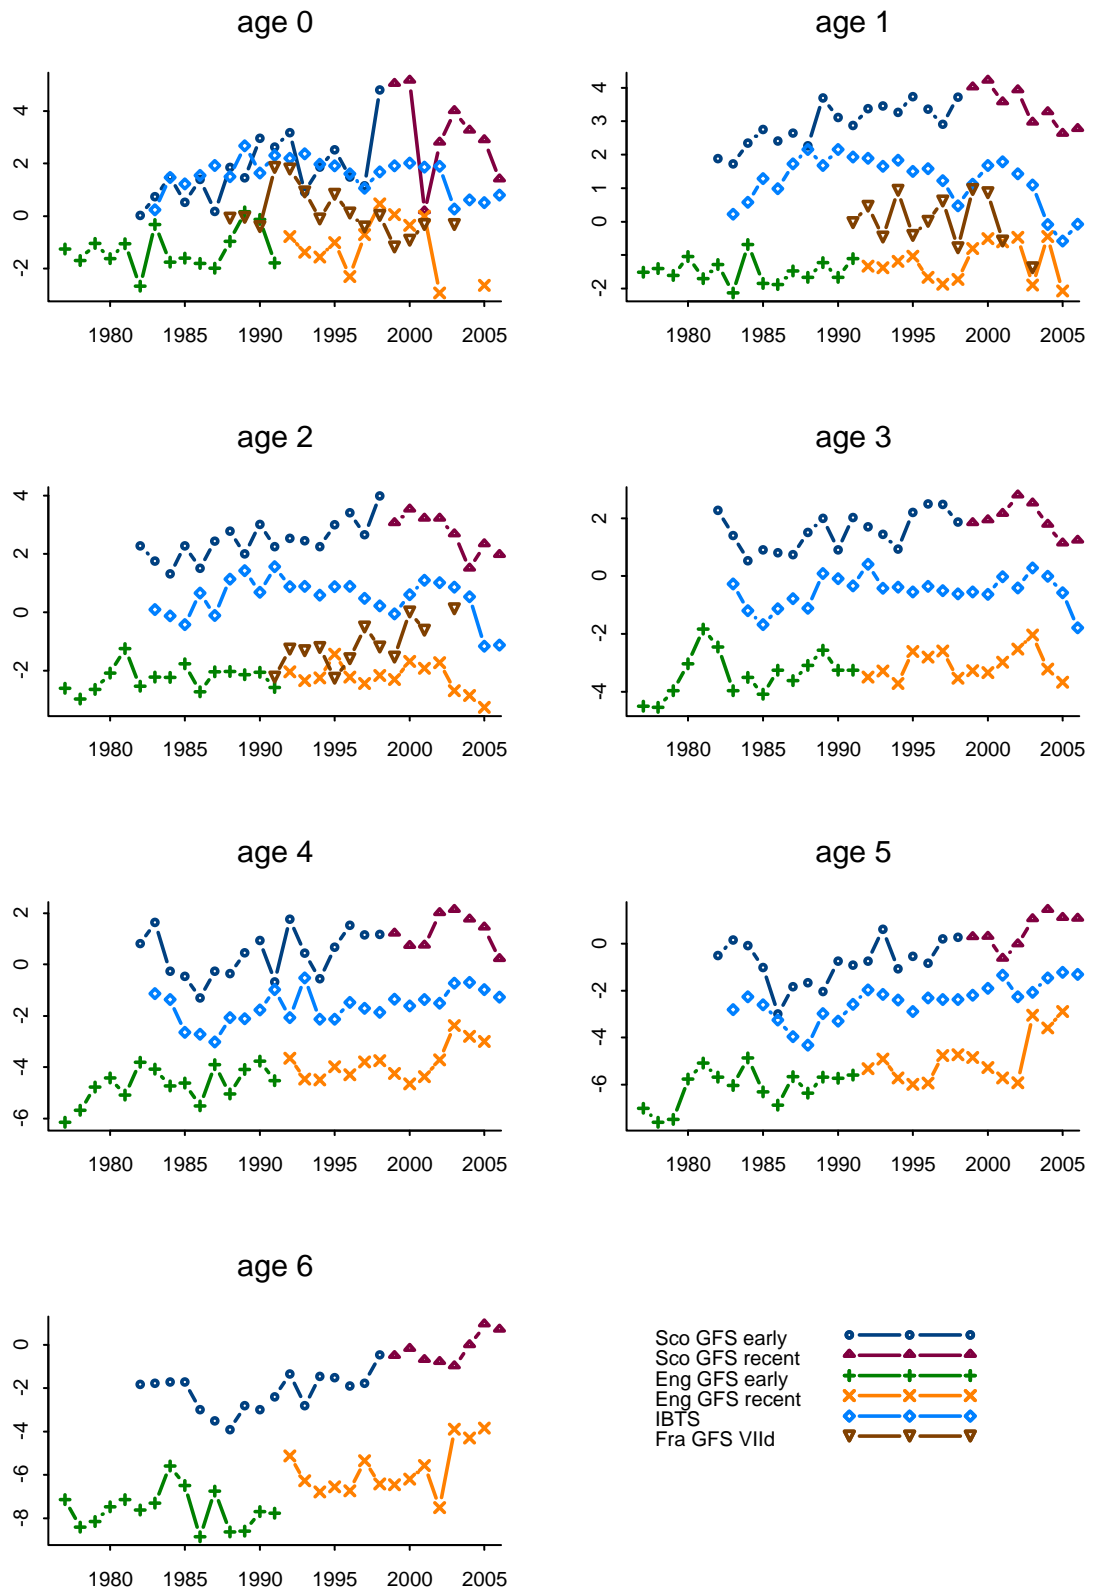 age 0
age 1
4
2
0
-2
1980 1985 1990 1995 2000 2005
4
3
2
1
0
-2
1980 1985 1990 1995 2000 2005
age 2
age 3
4
2
0
-2
1980 1985 1990 1995 2000 2005
2
0
-2
-4
1980 1985 1990 1995 2000 2005
age 4
age 5
2
0
-2
-4
-6
1980 1985 1990 1995 2000 2005
0
-2
-4
-6
1980 1985 1990 1995 2000 2005
age 6
0
-2
-4
-6
-8
1980 1985 1990 1995 2000 2005
Sco GFS early
Sco GFS recent
Eng GFS early
Eng GFS recent
IBTS
Fra GFS VIId